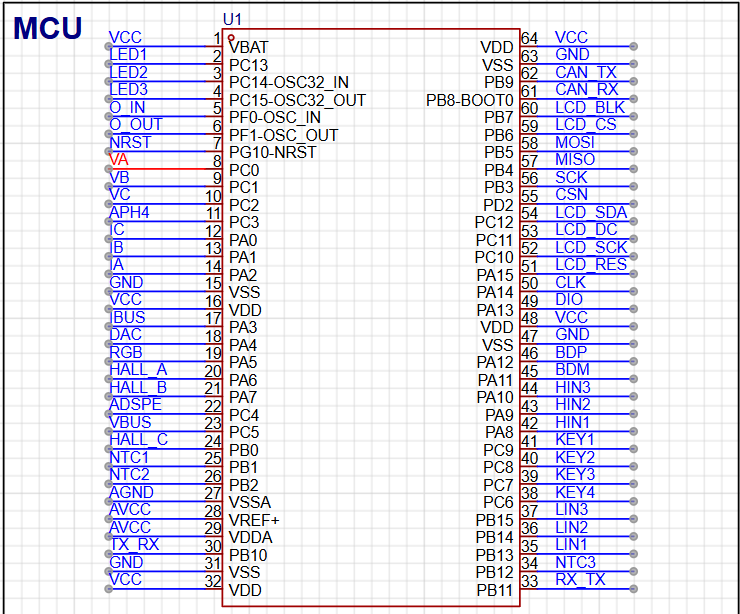 MCU
U1
VCC 1 VBAT
LED1 2 PC13
LED2 3 PC14-OSC32_IN
LED3 4 PC15-OSC32_OUT
O_IN 5 PF0-OSC_IN
O_OUT 6 PF1-OSC_OUT
NRST 7 PG10-NRST
VA 8 PC0
VB 9 PC1
VC 10 PC2
APH4 11 PC3
IC 12 PA0
IB 13 PA1
IA 14 PA2
GND 15 VSS
VCC 16 VDD
IBUS 17 PA3
DAC 18 PA4
RGB 19 PA5
HALL_A 20 PA6
HALL_B 21 PA7
ADSPE 22 PC4
VBUS 23 PC5
HALL_C 24 PB0
NTC1 25 PB1
NTC2 26 PB2
AGND 27 VSSA
AVCC 28 VREF+
AVCC 29 VDDA
TX_RX 30 PB10
GND 31 VSS
VCC 32 VDD
VDD 64 VCC
VSS 63 GND
PB9 62 CAN_TX
PB8-BOOT0 61 CAN_RX
PB7 60 LCD_BLK
PB6 59 LCD_CS
PB5 58 MOSI
PB4 57 MISO
PB3 56 SCK
PD2 55 CSN
PC12 54 LCD_SDA
PC11 53 LCD_DC
PC10 52 LCD_SCK
PA15 51 LCD_RES
PA14 50 CLK
PA13 49 DIO
VDD 48 VCC
VSS 47 GND
PA12 46 BDP
PA11 45 BDM
PA10 44 HIN3
PA9 43 HIN2
PA8 42 HIN1
PC9 41 KEY1
PC8 40 KEY2
PC7 39 KEY3
PC6 38 KEY4
PB15 37 LIN3
PB14 36 LIN2
PB13 35 LIN1
PB12 34 NTC3
PB11 33 RX_TX